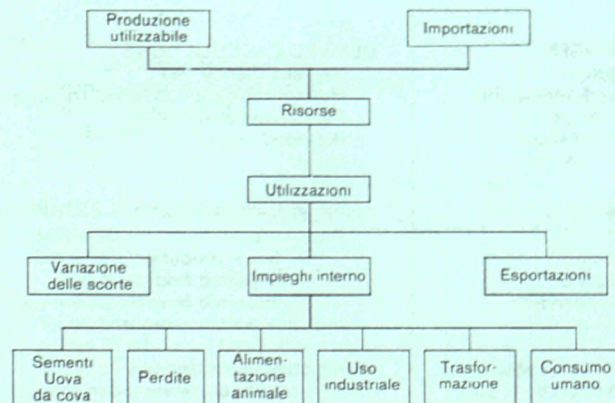 Produzione
utilizzabile
Importazioni
Risorse
Utilizzazioni
Variazione
delle scorte
Impieghi interno
Esportazioni
Sementi
Uova
da cova
Perdite
Alimen-
tazione
animale
Uso
industriale
Trasfor-
mazione
Consumo
umano